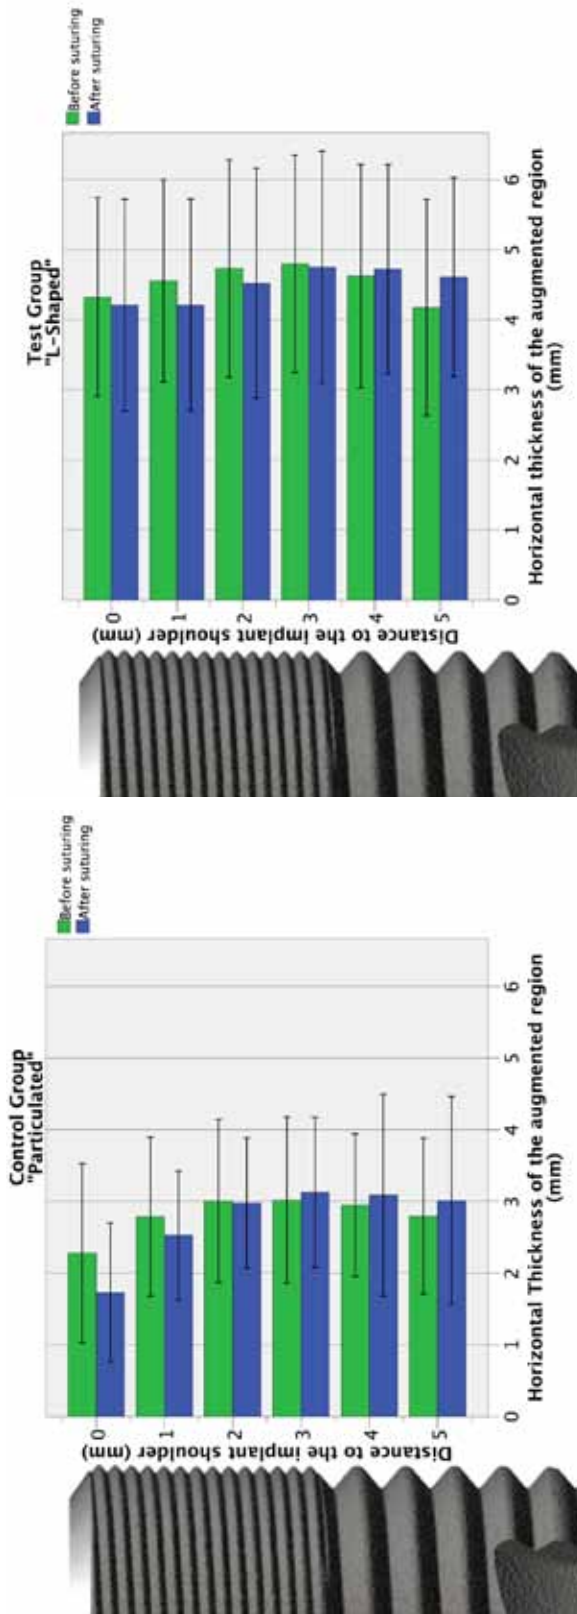 Test Group
"L-Shaped"
Before suturing
After suturing
Distance to the implant shoulder (mm)
0
1
2
3
4
5
0 1 2 3 4 5 6
Horizontal thickness of the augmented region
(mm)
Control Group
"Particulated"
Before suturing
After suturing
Distance to the implant shoulder (mm)
0
1
2
3
4
5
0 1 2 3 4 5 6
Horizontal Thickness of the augmented region
(mm)